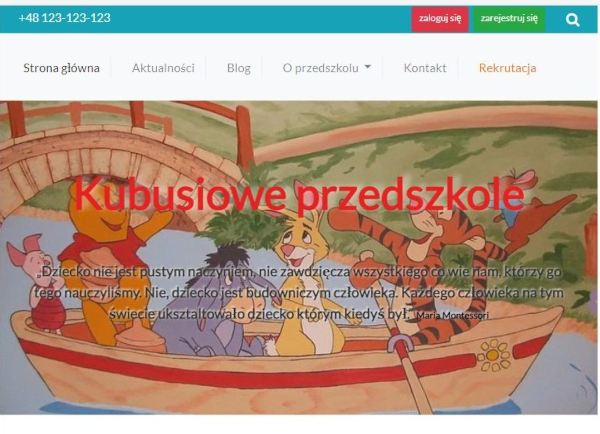 +48 123-123-123
zaloguj się
zarejestruj się
Strona główna
Aktualności
Blog
O przedszkolu
Kontakt
Rekrutacja
Kubusiowe przedszkole
„Dziecko nie jest pustym naczyniem, nie zawdzięcza wszystkiego co wie nam, którzy go
tego nauczyliśmy. Nie, dziecko jest budowniczym człowieka. Każdego człowieka na tym
świecie ukształtowało dziecko którym kiedyś był." Maria Montessori